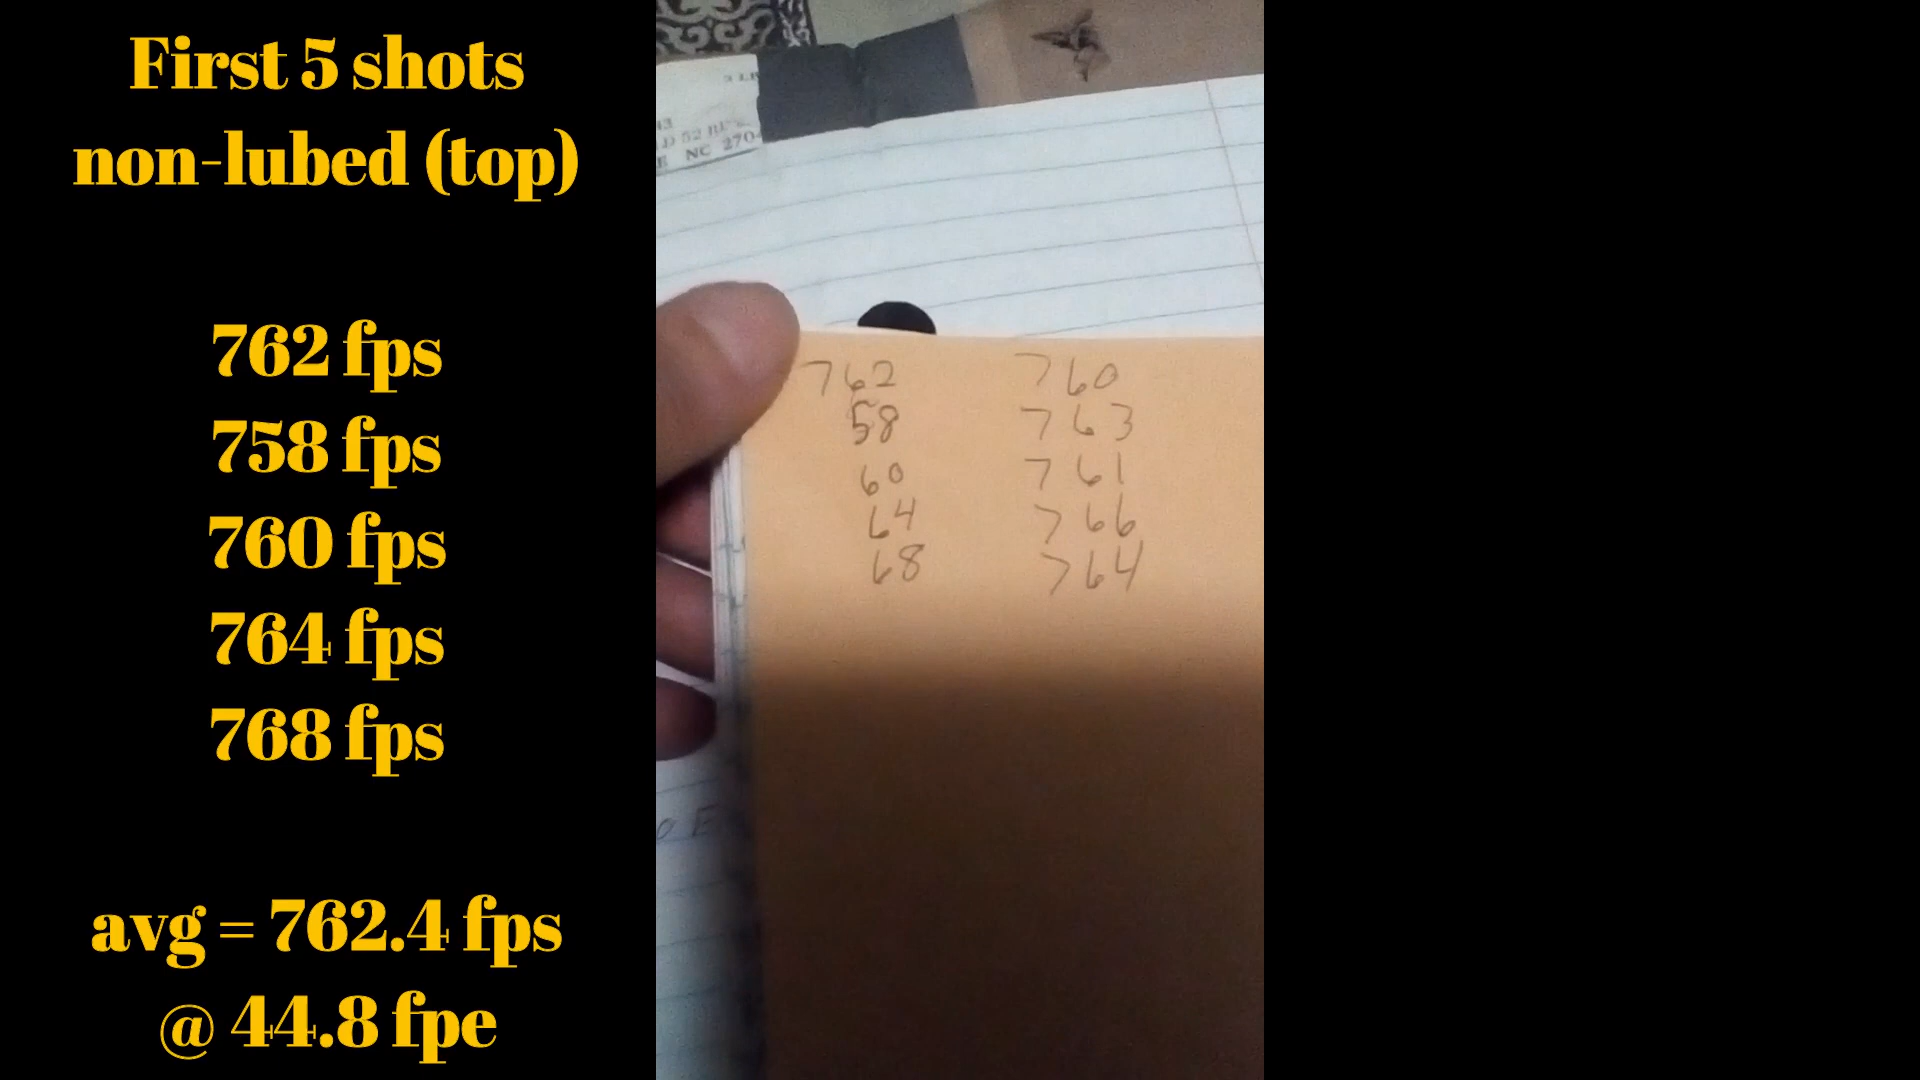 First 5 shots
non-lubed (top)
762 fps
758 fps
760 fps
764 fps
768 fps
avg = 762.4 fps
@ 44.8 fpe
NC 270
762 760
58 763
60 761
64 766
68 764